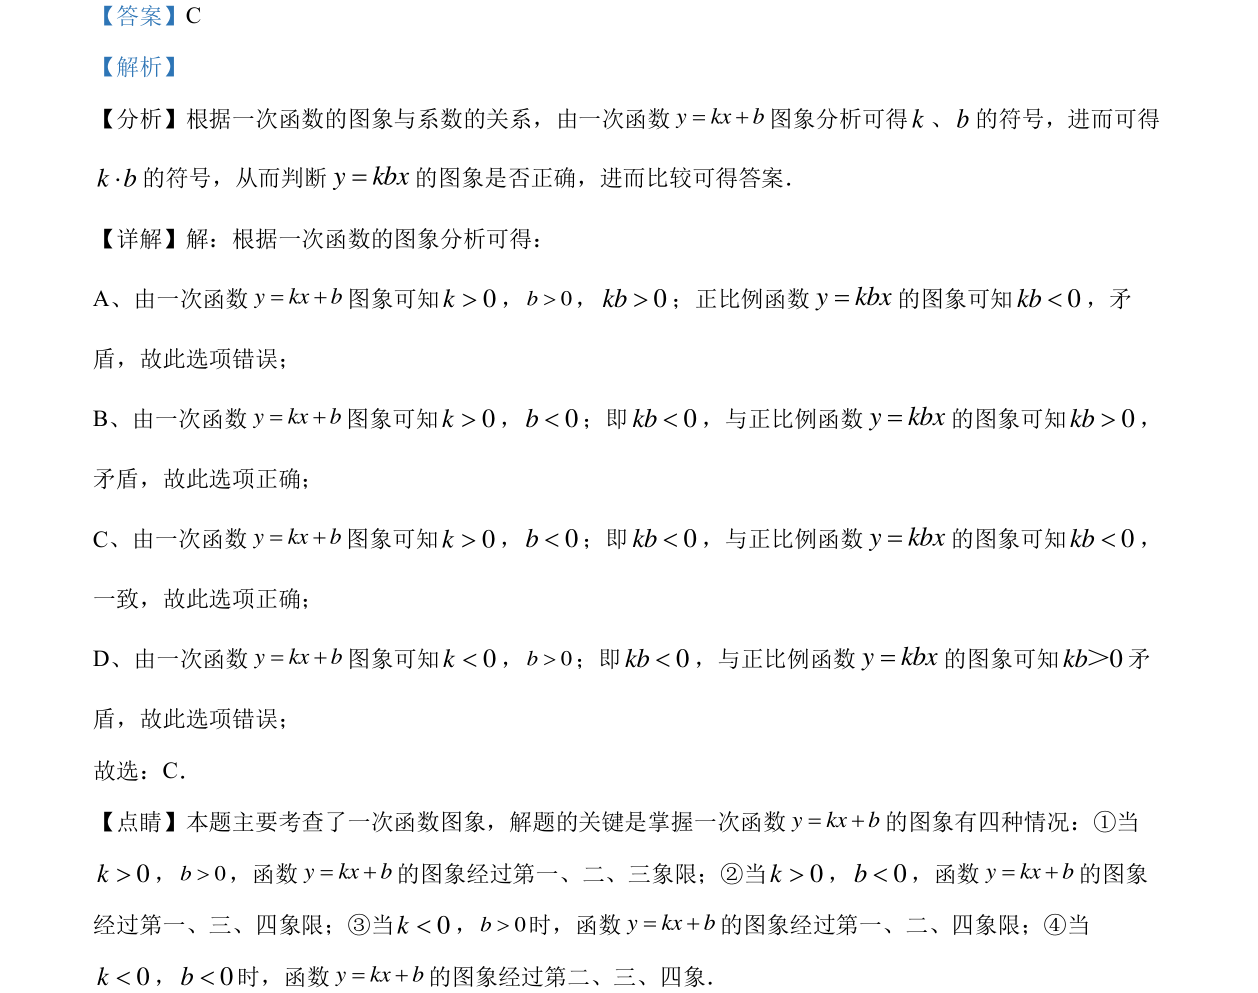 【答案】C
【解析】
【分析】根据一次函数的图象与系数的关系，由一次函数 y = kx + b 图象分析可得 k 、 b 的符号，进而可得
k · b 的符号，从而判断 y = kbx 的图象是否正确，进而比较可得答案．
【详解】解：根据一次函数的图象分析可得：
A、由一次函数 y = kx + b 图象可知 k > 0 ， b > 0 ， kb > 0 ；正比例函数 y = kbx 的图象可知 kb < 0 ，矛
盾，故此选项错误；
B、由一次函数 y = kx + b 图象可知 k > 0 ， b < 0 ；即 kb < 0 ，与正比例函数 y = kbx 的图象可知 kb > 0 ，
矛盾，故此选项正确；
C、由一次函数 y = kx + b 图象可知 k > 0 ， b < 0 ；即 kb < 0 ，与正比例函数 y = kbx 的图象可知 kb < 0 ，
一致，故此选项正确；
D、由一次函数 y = kx + b 图象可知 k < 0 ， b > 0 ；即 kb < 0 ，与正比例函数 y = kbx 的图象可知 kb＞0 矛
盾，故此选项错误；
故选：C．
【点睛】本题主要考查了一次函数图象，解题的关键是掌握一次函数 y = kx + b 的图象有四种情况：①当
k > 0 ， b > 0 ，函数 y = kx + b 的图象经过第一、二、三象限；②当 k > 0 ， b < 0 ，函数 y = kx + b 的图象
经过第一、三、四象限；③当 k < 0 ， b > 0 时，函数 y = kx + b 的图象经过第一、二、四象限；④当
k < 0 ， b < 0 时，函数 y = kx + b 的图象经过第二、三、四象．